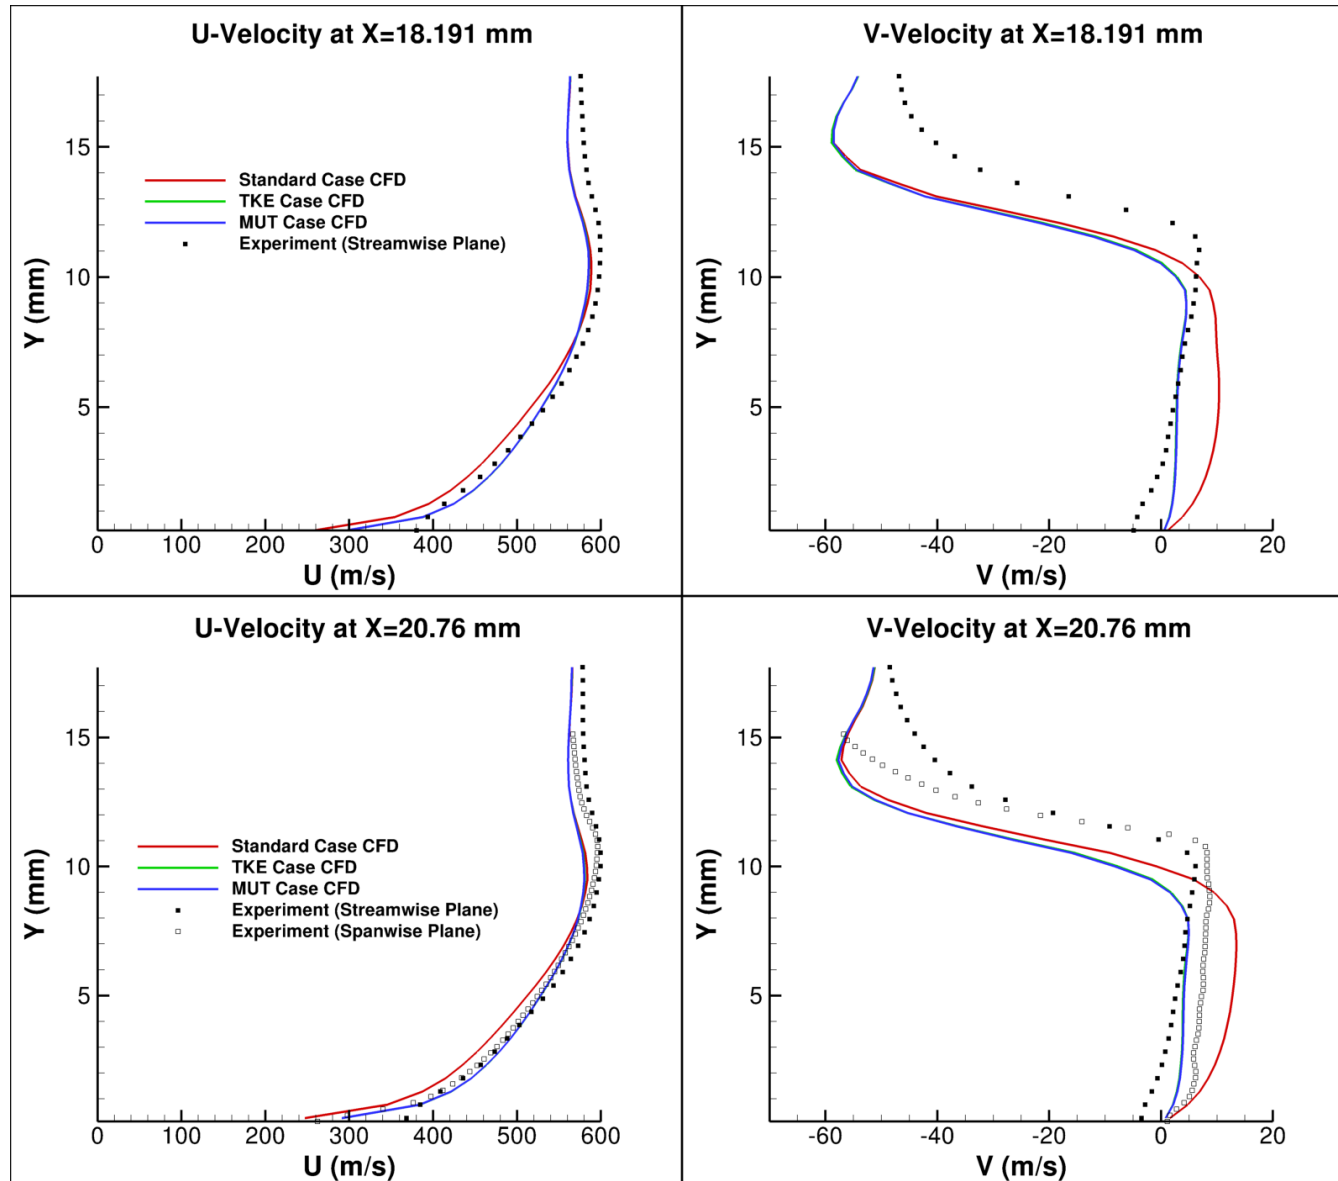 U-Velocity at X=18.191 mm
15
10
5
Y (mm)
Standard Case CFD
TKE Case CFD
MUT Case CFD
Experiment (Streamwise Plane)
0 100 200 300 400 500 600
U (m/s)
V-Velocity at X=18.191 mm
15
10
5
Y (mm)
-60 -40 -20 0 20
V (m/s)
U-Velocity at X=20.76 mm
15
10
5
Y (mm)
Standard Case CFD
TKE Case CFD
MUT Case CFD
Experiment (Streamwise Plane)
Experiment (Spanwise Plane)
0 100 200 300 400 500 600
U (m/s)
V-Velocity at X=20.76 mm
15
10
5
Y (mm)
-60 -40 -20 0 20
V (m/s)